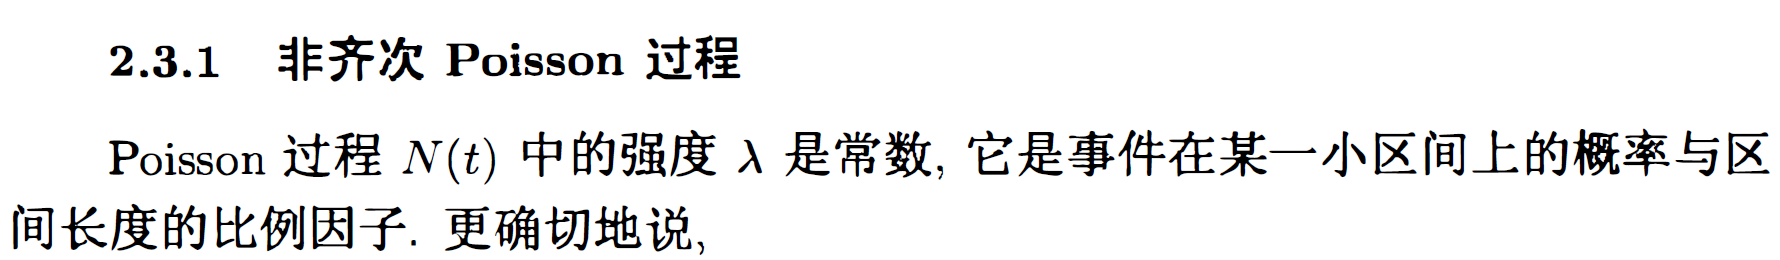 2.3.1 非齐次 Poisson 过程
Poisson 过程 N(t) 中的强度 λ 是常数, 它是事件在某一小区间上的概率与区
间长度的比例因子. 更确切地说,